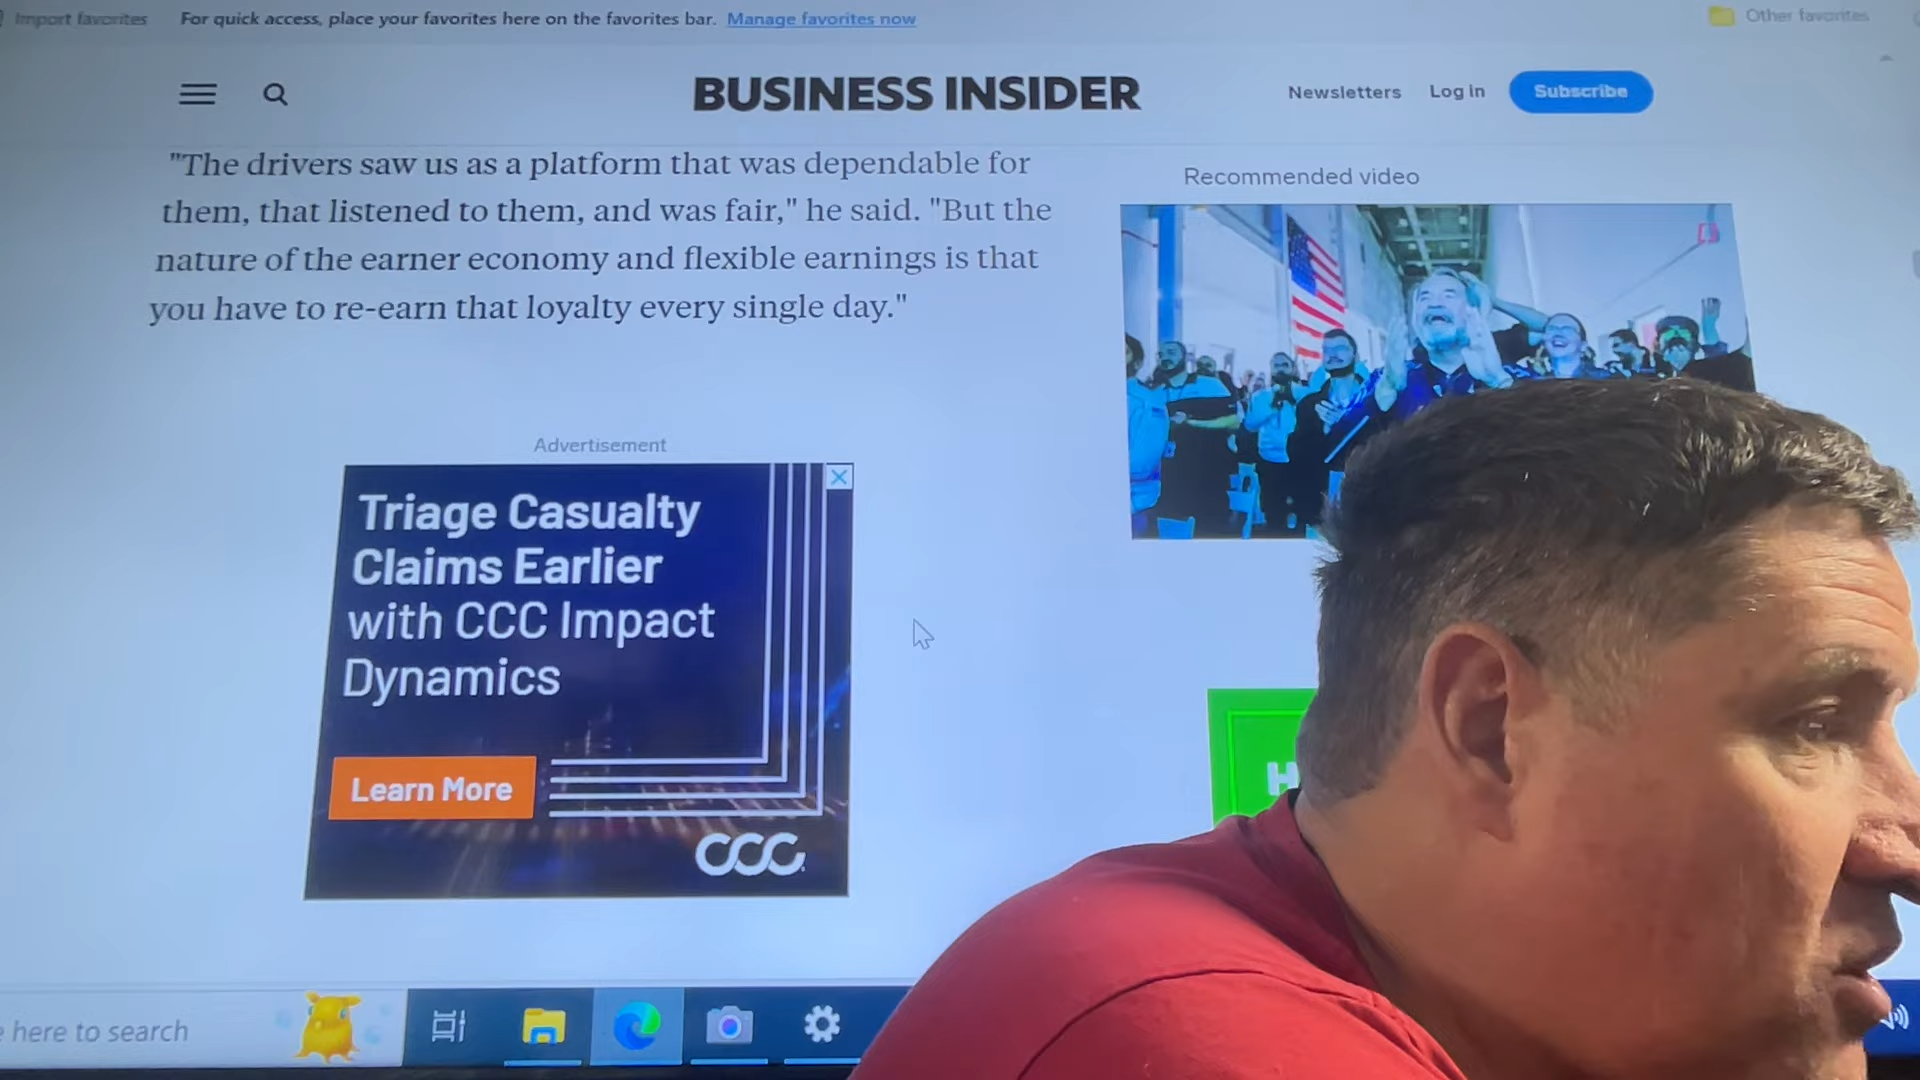 Import favorites
For quick access, place your favorites here on the favorites bar. Manage favorites now
Other favorites
BUSINESS INSIDER
Newsletters
Log in
Subscribe
"The drivers saw us as a platform that was dependable for
them, that listened to them, and was fair," he said. "But the
nature of the earner economy and flexible earnings is that
you have to re-earn that loyalty every single day."
Recommended video
Advertisement
Triage Casualty
Claims Earlier
with CCC Impact
Dynamics
Learn More
CCC
H
here to search